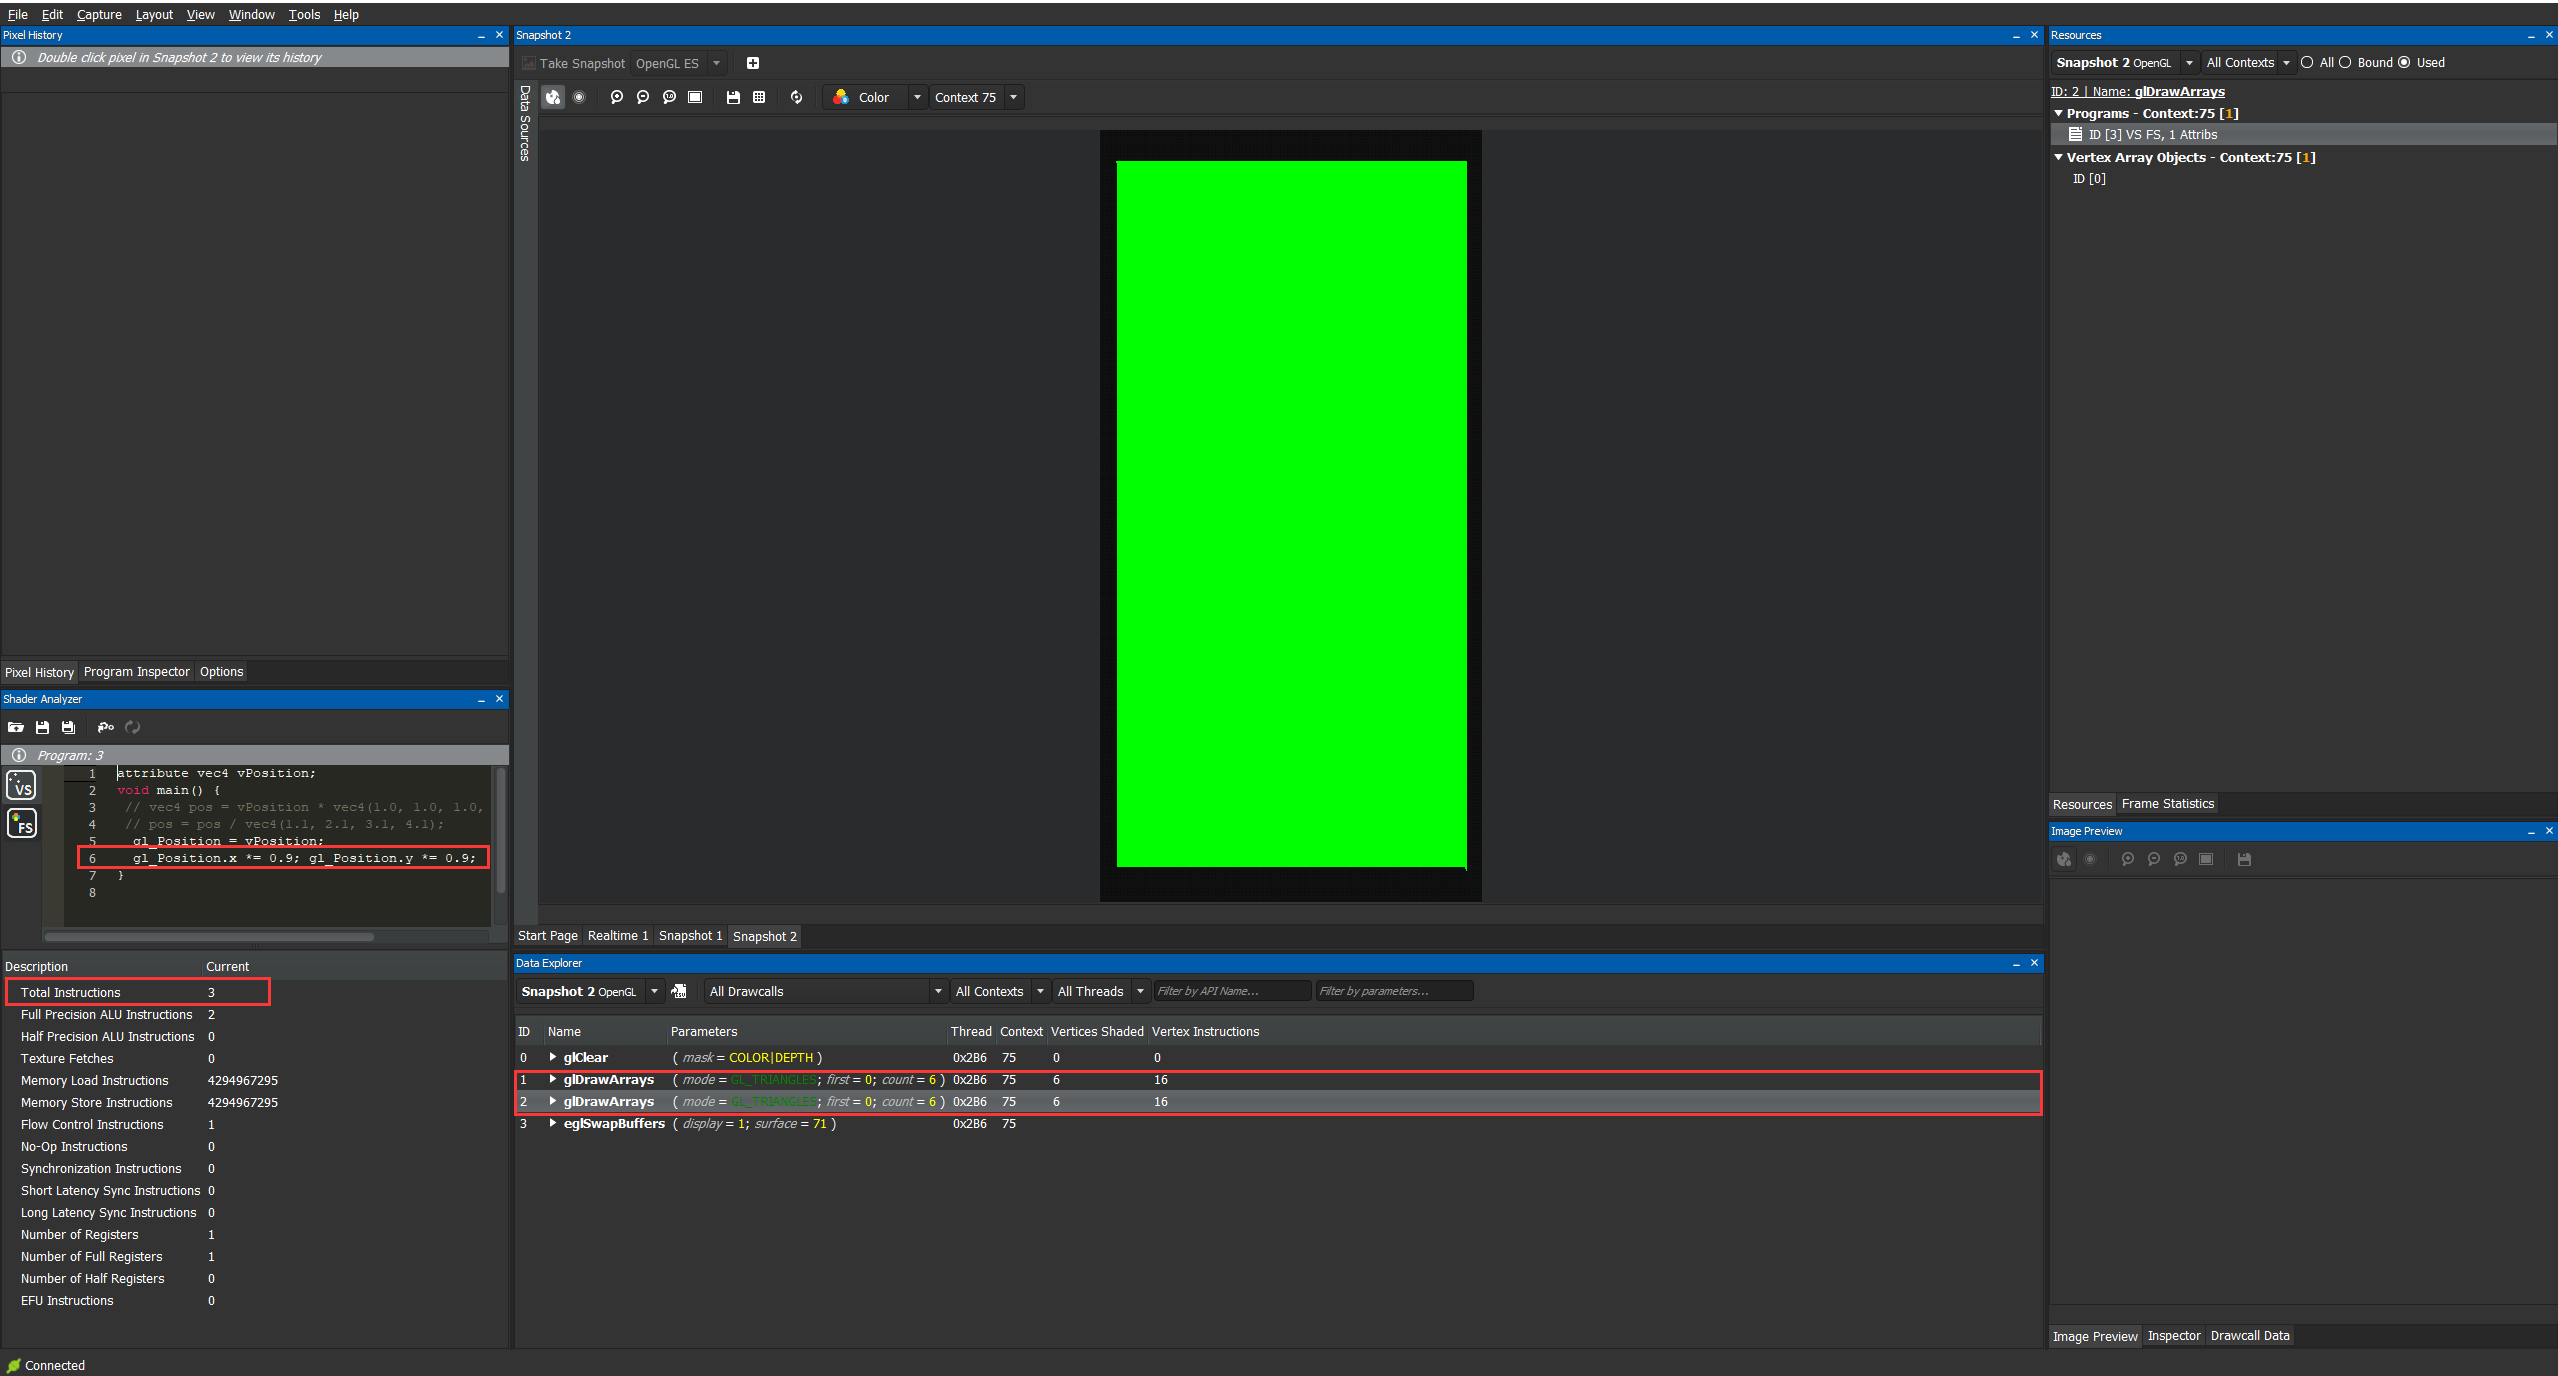 File Edit Capture Layout View Window Tools Help
Pixel History
Double click pixel in Snapshot 2 to view its history
Pixel History Program Inspector Options
Shader Analyzer
Program: 3
VS
FS
1 attribute vec4 vPosition;
2 void main() {
3 // vec4 pos = vPosition * vec4(1.0, 1.0, 1.0,
4 // pos = pos / vec4(1.1, 2.1, 3.1, 4.1);
5 gl_Position = vPosition;
6 gl_Position.x *= 0.9; gl_Position.y *= 0.9;
7 }
8
Description Current
Total Instructions 3
Full Precision ALU Instructions 2
Half Precision ALU Instructions 0
Texture Fetches 0
Memory Load Instructions 4294967295
Memory Store Instructions 4294967295
Flow Control Instructions 1
No-Op Instructions 0
Synchronization Instructions 0
Short Latency Sync Instructions 0
Long Latency Sync Instructions 0
Number of Registers 1
Number of Full Registers 1
Number of Half Registers 0
EFU Instructions 0
Connected
Snapshot 2
Take Snapshot OpenGL ES
Data Sources
Color Context 75
Start Page Realtime 1 Snapshot 1 Snapshot 2
Data Explorer
Snapshot 2 OpenGL All Drawcalls All Contexts All Threads Filter by API Name... Filter by parameters...
ID Name Parameters Thread Context Vertices Shaded Vertex Instructions
0 glClear ( mask = COLOR|DEPTH ) 0x2B6 75 0 0
1 glDrawArrays ( mode = GL_TRIANGLES; first = 0; count = 6 ) 0x2B6 75 6 16
2 glDrawArrays ( mode = GL_TRIANGLES; first = 0; count = 6 ) 0x2B6 75 6 16
3 eglSwapBuffers ( display = 1; surface = 71 ) 0x2B6 75
Resources
Snapshot 2 OpenGL All Contexts All Bound Used
ID: 2 | Name: glDrawArrays
Programs - Context:75 [1]
ID [3] VS FS, 1 Attribs
Vertex Array Objects - Context:75 [1]
ID [0]
Resources Frame Statistics
Image Preview
Image Preview Inspector Drawcall Data